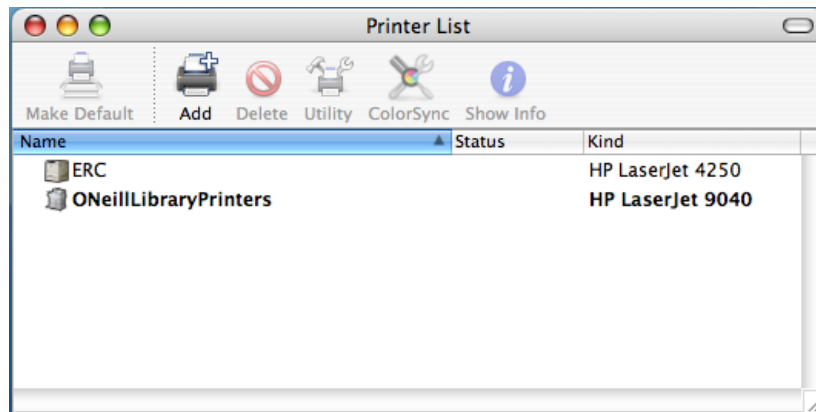 Printer List
Make Default Add Delete Utility ColorSync Show Info
Name Status Kind
ERC HP LaserJet 4250
ONeillLibraryPrinters HP LaserJet 9040